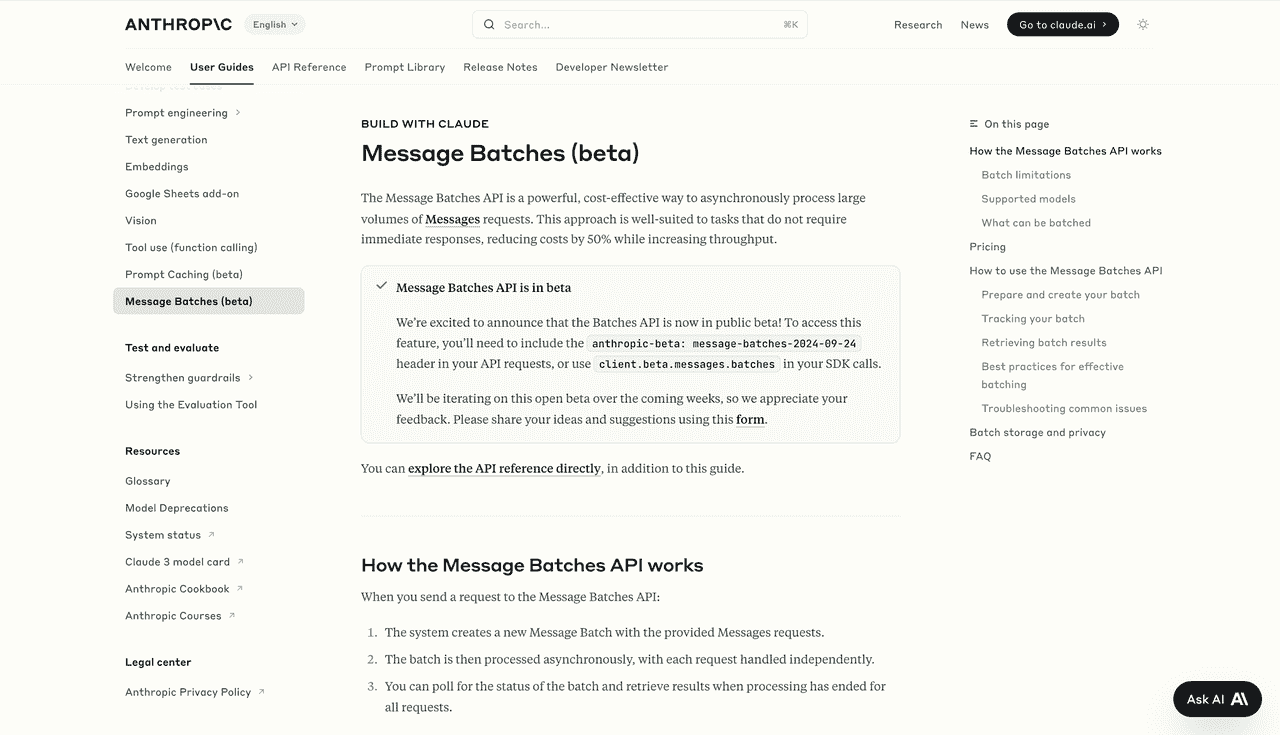 ANTHROP\C
English
Search...
⌘K
Research
News
Go to claude.ai
Welcome
User Guides
API Reference
Prompt Library
Release Notes
Developer Newsletter
Develop test cases
Prompt engineering
Text generation
Embeddings
Google Sheets add-on
Vision
Tool use (function calling)
Prompt Caching (beta)
Message Batches (beta)
Test and evaluate
Strengthen guardrails
Using the Evaluation Tool
Resources
Glossary
Model Deprecations
System status
Claude 3 model card
Anthropic Cookbook
Anthropic Courses
Legal center
Anthropic Privacy Policy
BUILD WITH CLAUDE
Message Batches (beta)
The Message Batches API is a powerful, cost-effective way to asynchronously process large
volumes of Messages requests. This approach is well-suited to tasks that do not require
immediate responses, reducing costs by 50% while increasing throughput.
Message Batches API is in beta
We’re excited to announce that the Batches API is now in public beta! To access this
feature, you’ll need to include the anthropic-beta: message-batches-2024-09-24
header in your API requests, or use client.beta.messages.batches in your SDK calls.
We’ll be iterating on this open beta over the coming weeks, so we appreciate your
feedback. Please share your ideas and suggestions using this form.
You can explore the API reference directly, in addition to this guide.
How the Message Batches API works
When you send a request to the Message Batches API:
1. The system creates a new Message Batch with the provided Messages requests.
2. The batch is then processed asynchronously, with each request handled independently.
3. You can poll for the status of the batch and retrieve results when processing has ended for
all requests.
On this page
How the Message Batches API works
Batch limitations
Supported models
What can be batched
Pricing
How to use the Message Batches API
Prepare and create your batch
Tracking your batch
Retrieving batch results
Best practices for effective
batching
Troubleshooting common issues
Batch storage and privacy
FAQ
Ask AI